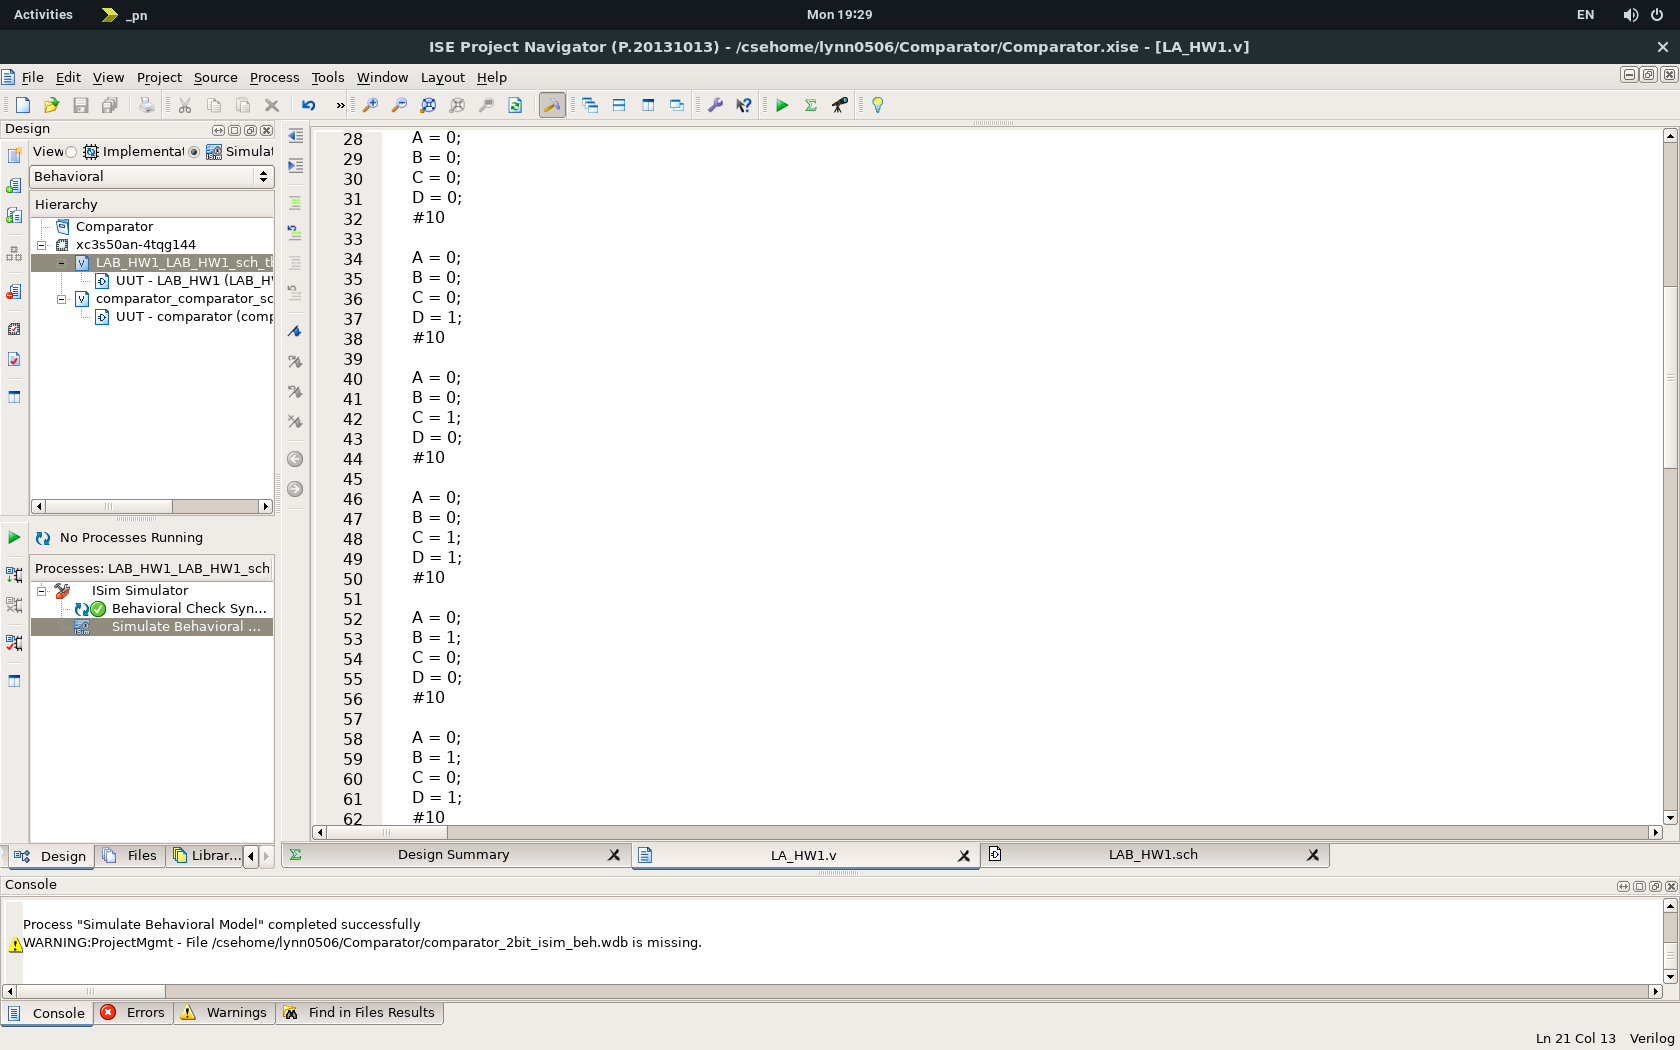 Activities
_pn
Mon 19:29
EN
ISE Project Navigator (P.20131013) - /csehome/lynn0506/Comparator/Comparator.xise - [LA_HW1.v]
File Edit View Project Source Process Tools Window Layout Help
Design
View Implementat Simulat
Behavioral
Hierarchy
Comparator
xc3s50an-4tqg144
LAB_HW1_LAB_HW1_sch_tb
UUT - LAB_HW1 (LAB_HW
comparator_comparator_sc
UUT - comparator (comp
No Processes Running
Processes: LAB_HW1_LAB_HW1_sch
ISim Simulator
Behavioral Check Syn...
Simulate Behavioral ...
Design Files Librar...
28 A = 0;
29 B = 0;
30 C = 0;
31 D = 0;
32 #10
33
34 A = 0;
35 B = 0;
36 C = 0;
37 D = 1;
38 #10
39
40 A = 0;
41 B = 0;
42 C = 1;
43 D = 0;
44 #10
45
46 A = 0;
47 B = 0;
48 C = 1;
49 D = 1;
50 #10
51
52 A = 0;
53 B = 1;
54 C = 0;
55 D = 0;
56 #10
57
58 A = 0;
59 B = 1;
60 C = 0;
61 D = 1;
62 #10
Design Summary
LA_HW1.v
LAB_HW1.sch
Console
Process "Simulate Behavioral Model" completed successfully
WARNING:ProjectMgmt - File /csehome/lynn0506/Comparator/comparator_2bit_isim_beh.wdb is missing.
Console Errors Warnings Find in Files Results
Ln 21 Col 13 Verilog